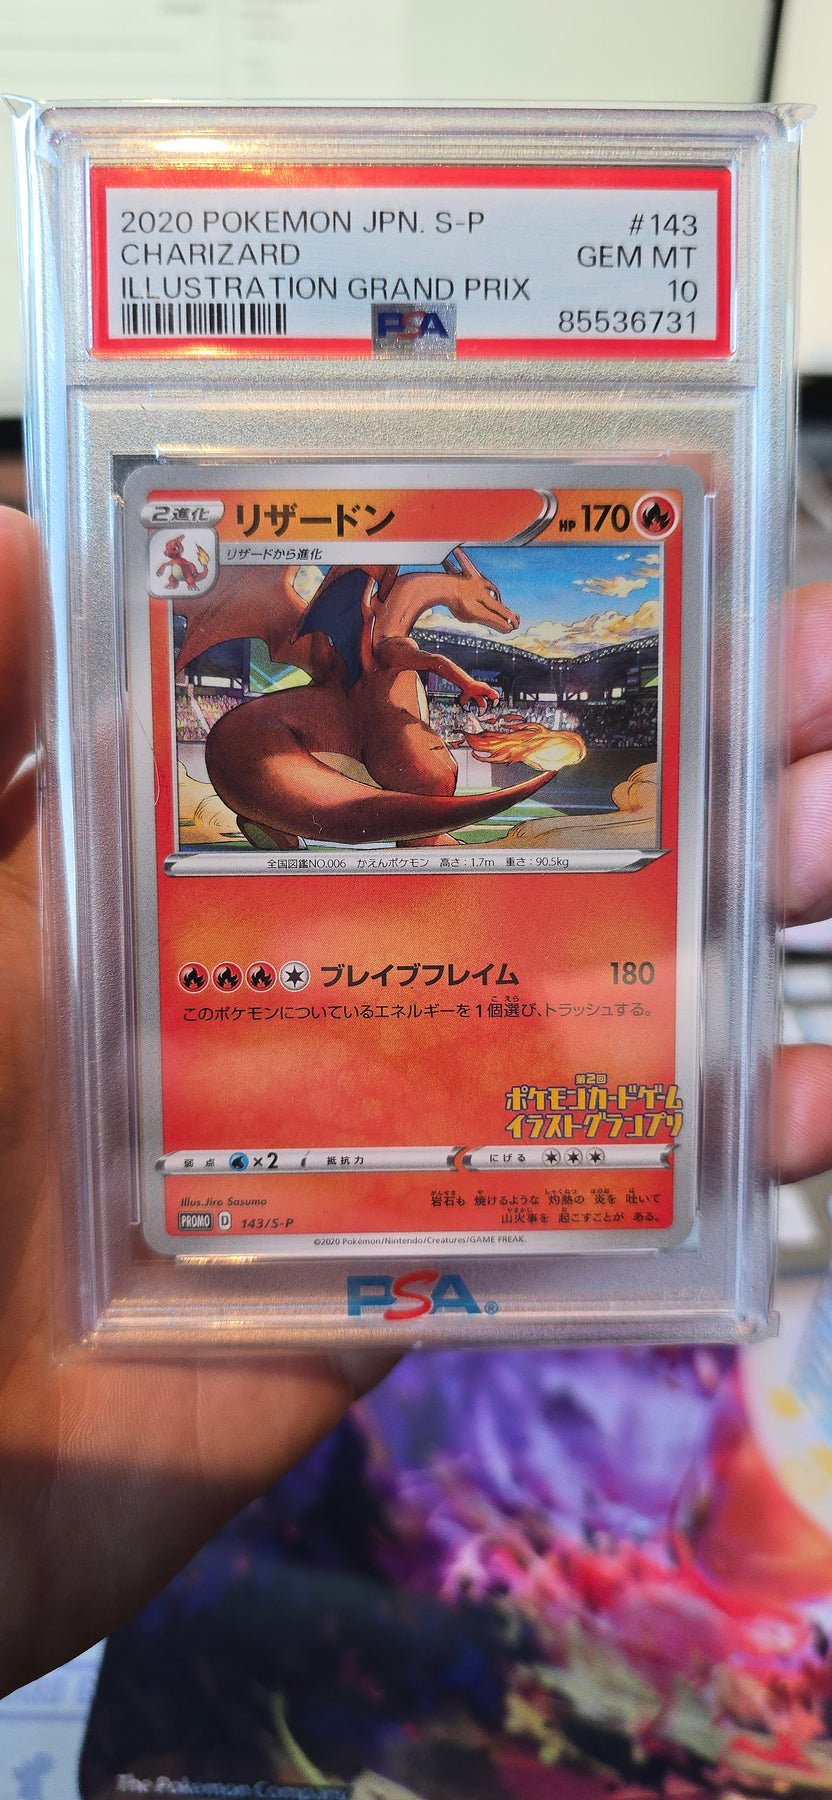 2020 POKEMON JPN. S-P #143
CHARIZARD GEM MT
ILLUSTRATION GRAND PRIX 10
PSA 85536731
2進化 リザードン HP 170
リザードから進化
全国図鑑NO.006 かえんポケモン 高さ：1.7m 重さ：90.5kg
ブレイブフレイム 180
このポケモンについているエネルギーを1個選び、トラッシュする。
第2回
ポケモンカードゲーム
イラストグランプリ
弱点 ×2 抵抗力 にげる
Illus.Jiro Sasumo
岩石も 焼けるような 灼熱の 炎を 吐いて
山火事を 起こすことが ある。
PROMO D 143/S-P
©2020 Pokémon/Nintendo/Creatures/GAME FREAK.
PSA®
The Pokémon Company